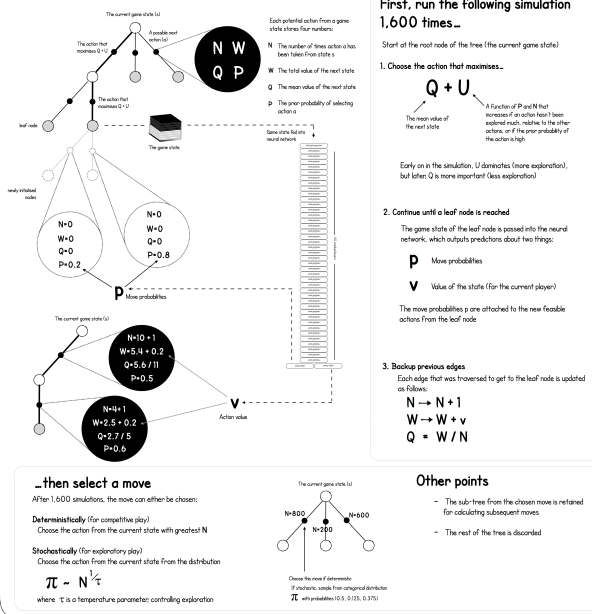 The current game state (s)
The action that
maximises Q + U
A possible next
action (a)
N W
Q P
The action that
maximises Q + U
leaf node
The game state
newly initialised
nodes
N=0
W=0
Q=0
P=0.2
N=0
W=0
Q=0
P=0.8
p
Move probabilities
Each potential action from a game
state stores four numbers:
N The number of times action a has
been taken from state s
W The total value of the next state
Q The mean value of the next state
P The prior probability of selecting
action a
Game state fed into
neural network
The current game state (s)
N=10 + 1
W=5.4 + 0.2
Q=5.6 / 11
P=0.5
N=4+1
W=2.5 + 0.2
Q=2.7 / 5
P=0.6
v
Action value
First, run the following simulation
1,600 times…
Start at the root node of the tree (the current game state)
1. Choose the action that maximises...
Q + U
The mean value of
the next state
A function of P and N that
increases if an action hasn't been
explored much, relative to the other
actions, or if the prior probability of
the action is high
Early on in the simulation, U dominates (more exploration),
but later, Q is more important (less exploration)
2. Continue until a leaf node is reached
The game state of the leaf node is passed into the neural
network, which outputs predictions about two things:
p Move probabilities
v Value of the state (for the current player)
The move probabilities p are attached to the new feasible
actions from the leaf node
3. Backup previous edges
Each edge that was traversed to get to the leaf node is updated
as follows:
N → N + 1
W → W + v
Q = W / N
…then select a move
After 1,600 simulations, the move can either be chosen:
Deterministically (for competitive play)
Choose the action from the current state with greatest N
Stochastically (for exploratory play)
Choose the action from the current state from the distribution
π ~ N^1/τ
where τ is a temperature parameter, controlling exploration
The current game state (s)
N=800
N=200
N=600
Choose this move if deterministic
If stochastic, sample from categorical distribution
π with probabilities (0.5, 0.125, 0.375)
Other points
- The sub-tree from the chosen move is retained
for calculating subsequent moves
- The rest of the tree is discarded